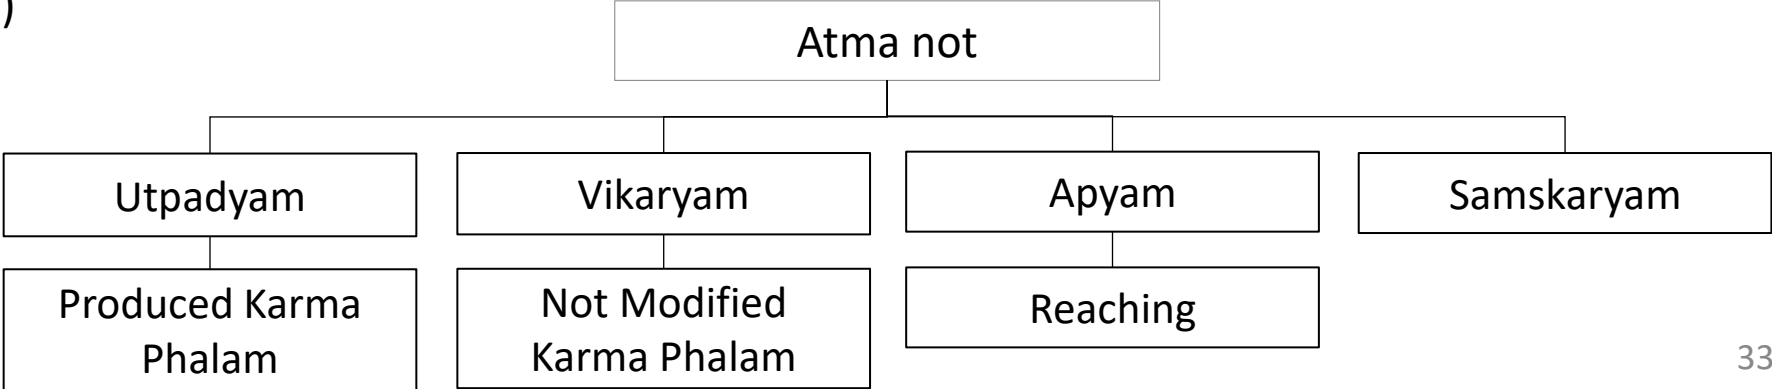 )
Atma not
Utpadyam
Vikaryam
Apyam
Samskaryam
Produced Karma
Phalam
Not Modified
Karma Phalam
Reaching
33